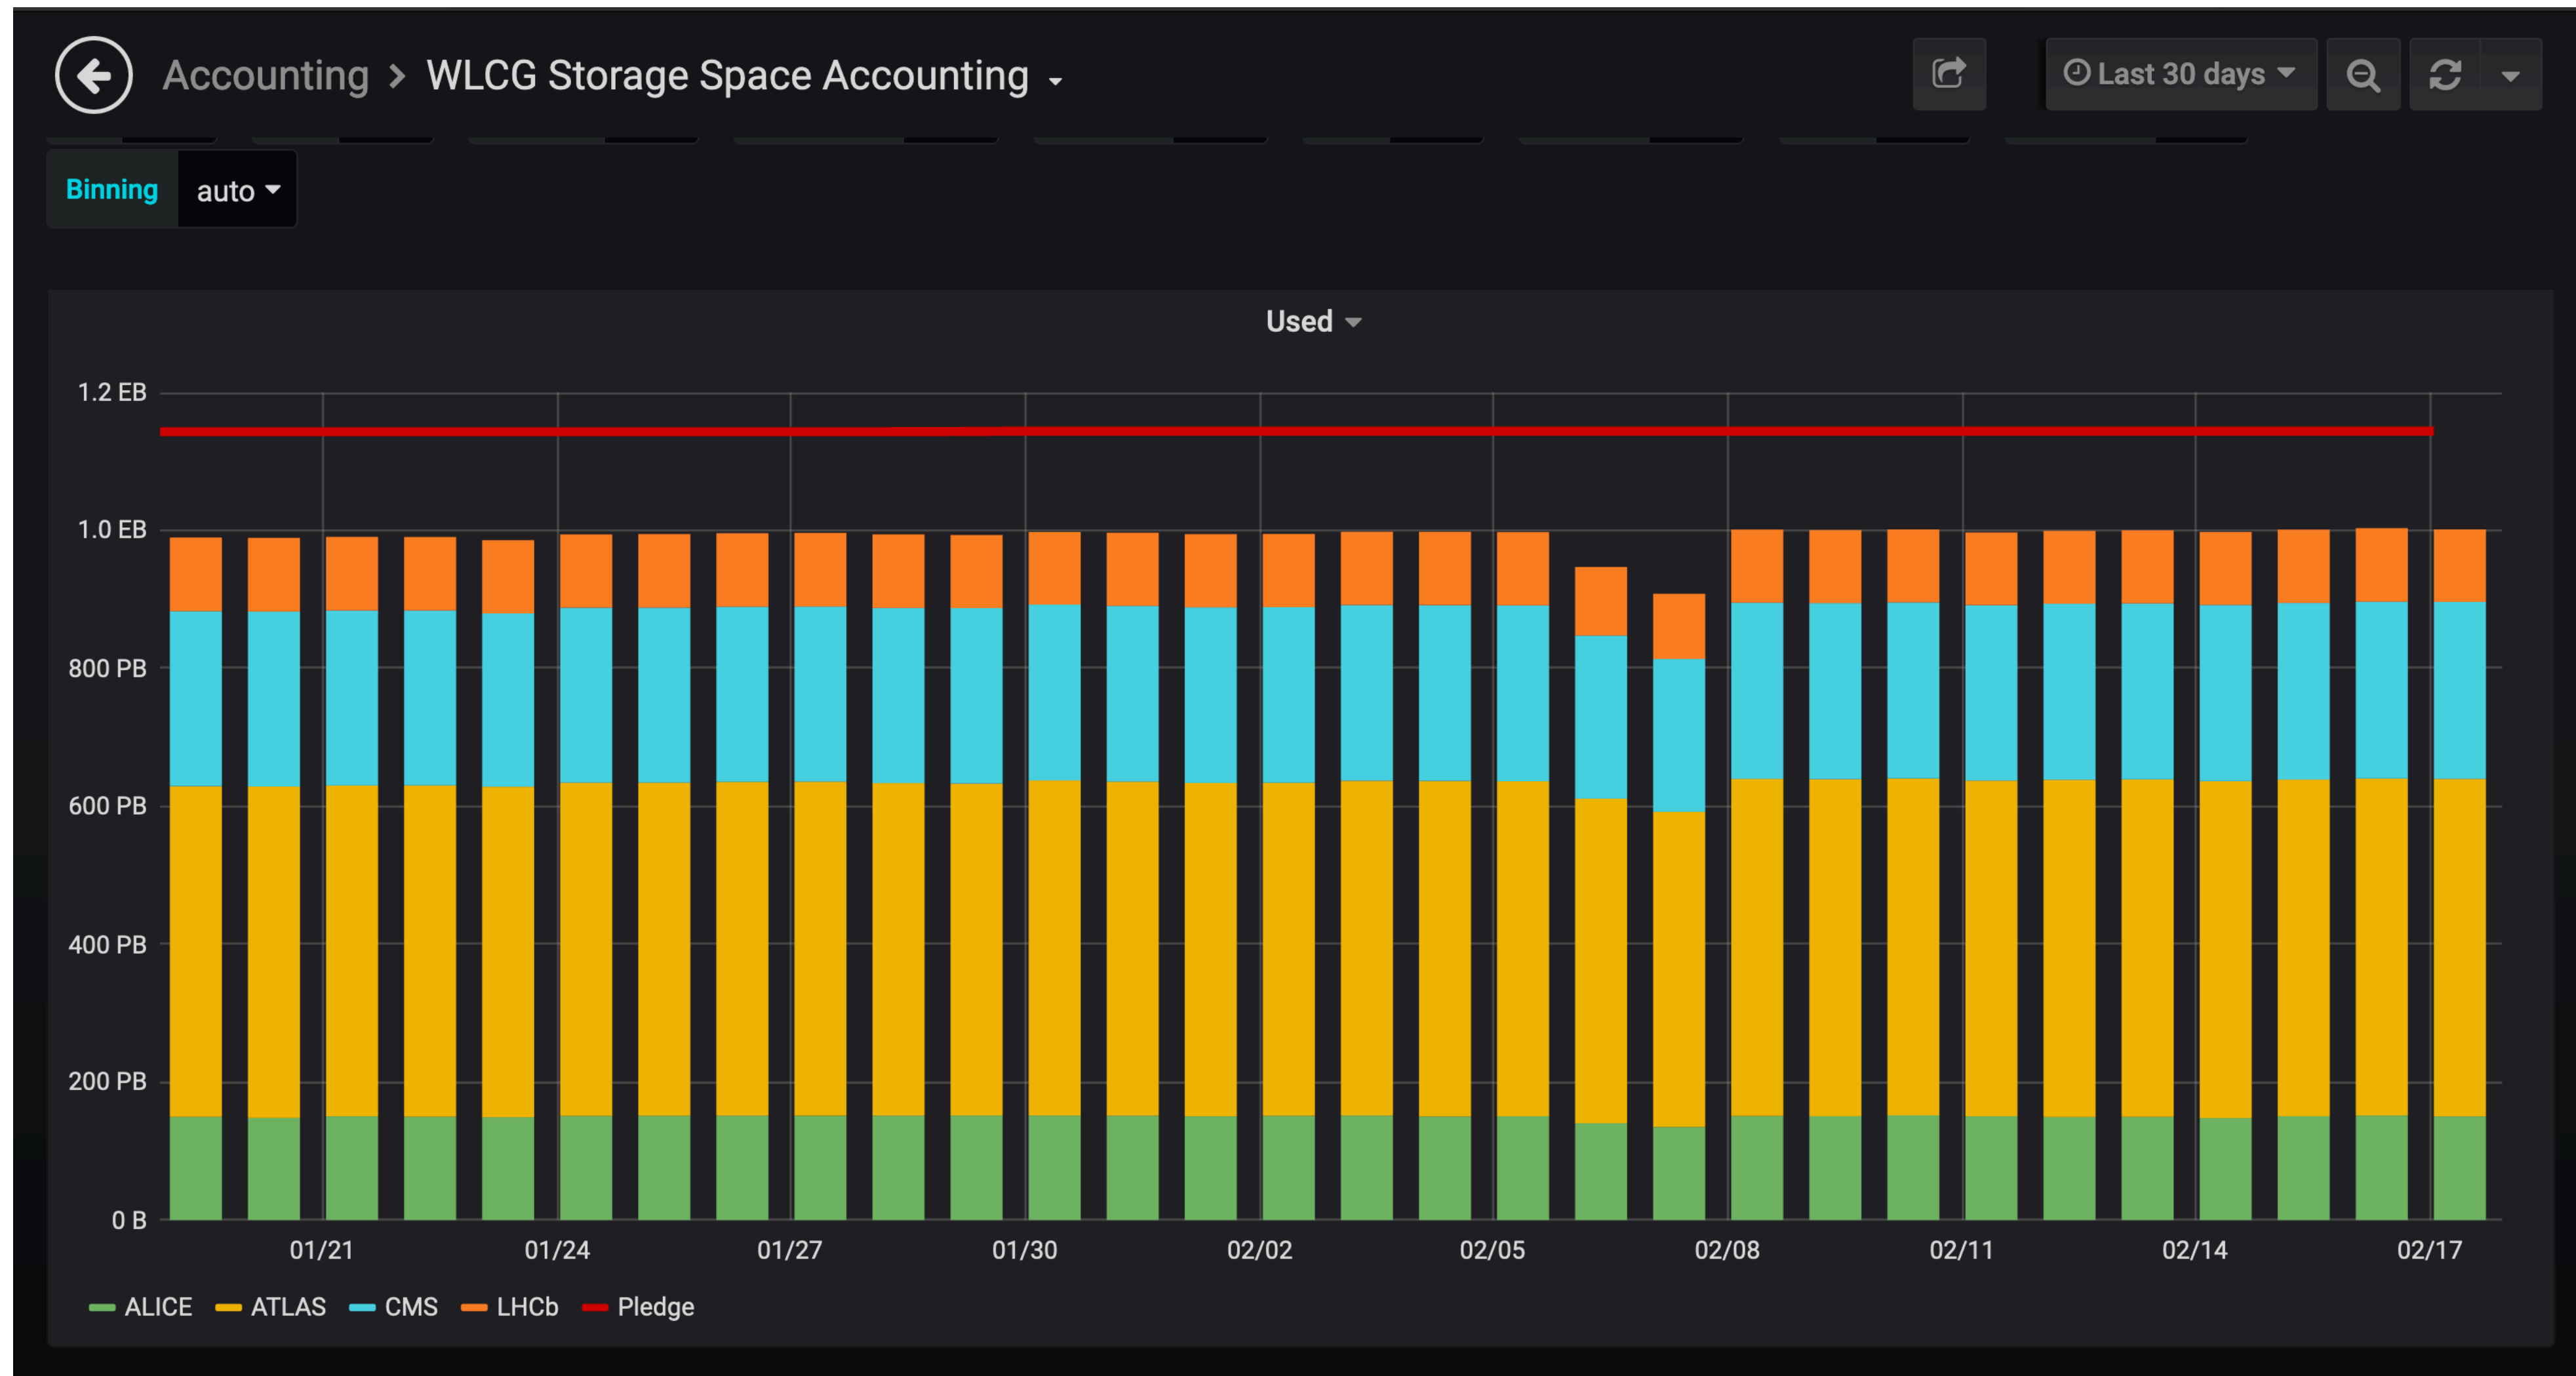 Accounting > WLCG Storage Space Accounting
Last 30 days
Binning auto
Used
1.2 EB
1.0 EB
800 PB
600 PB
400 PB
200 PB
0 B
01/21 01/24 01/27 01/30 02/02 02/05 02/08 02/11 02/14 02/17
ALICE ATLAS CMS LHCb Pledge